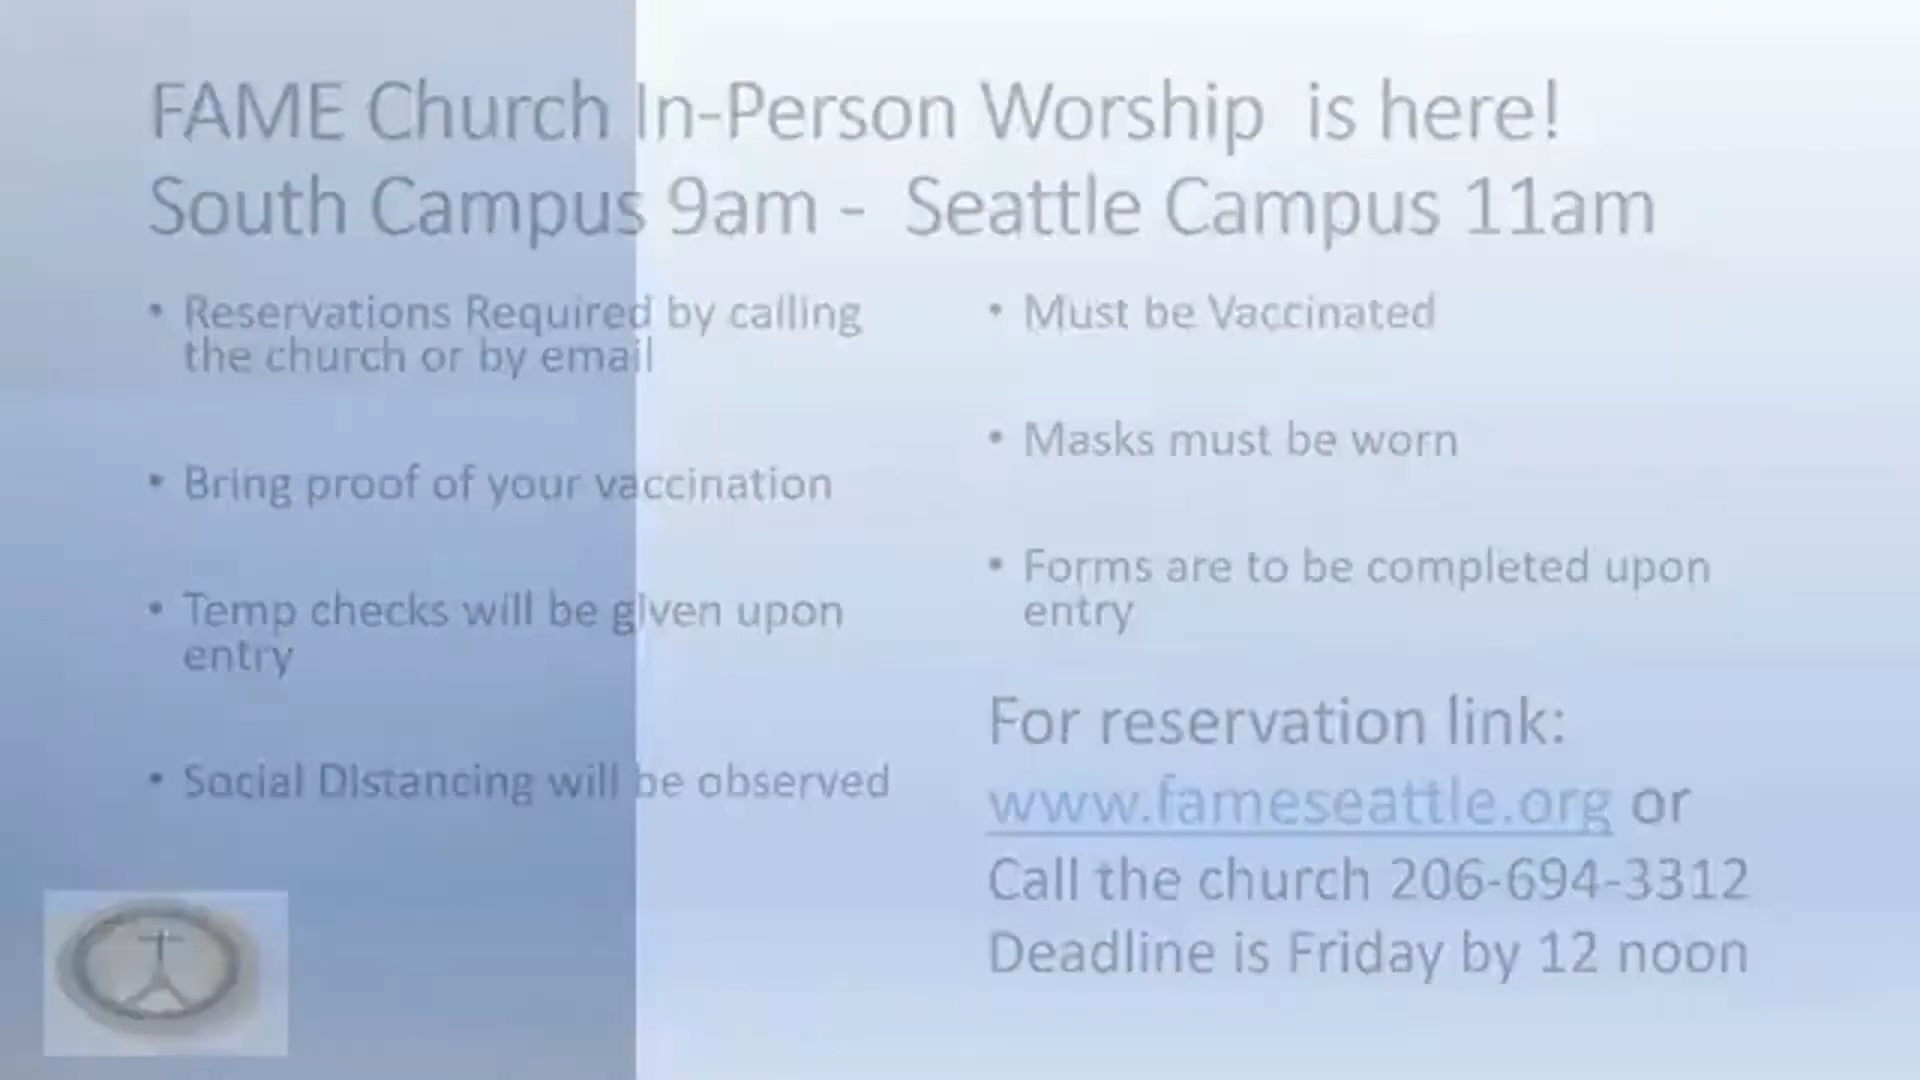 FAME Church In-Person Worship is here!
South Campus 9am - Seattle Campus 11am
• Reservations Required by calling
the church or by email
• Bring proof of your vaccination
• Temp checks will be given upon
entry
• Social Distancing will be observed
• Must be Vaccinated
• Masks must be worn
• Forms are to be completed upon
entry
For reservation link:
www.fameseattle.org or
Call the church 206-694-3312
Deadline is Friday by 12 noon